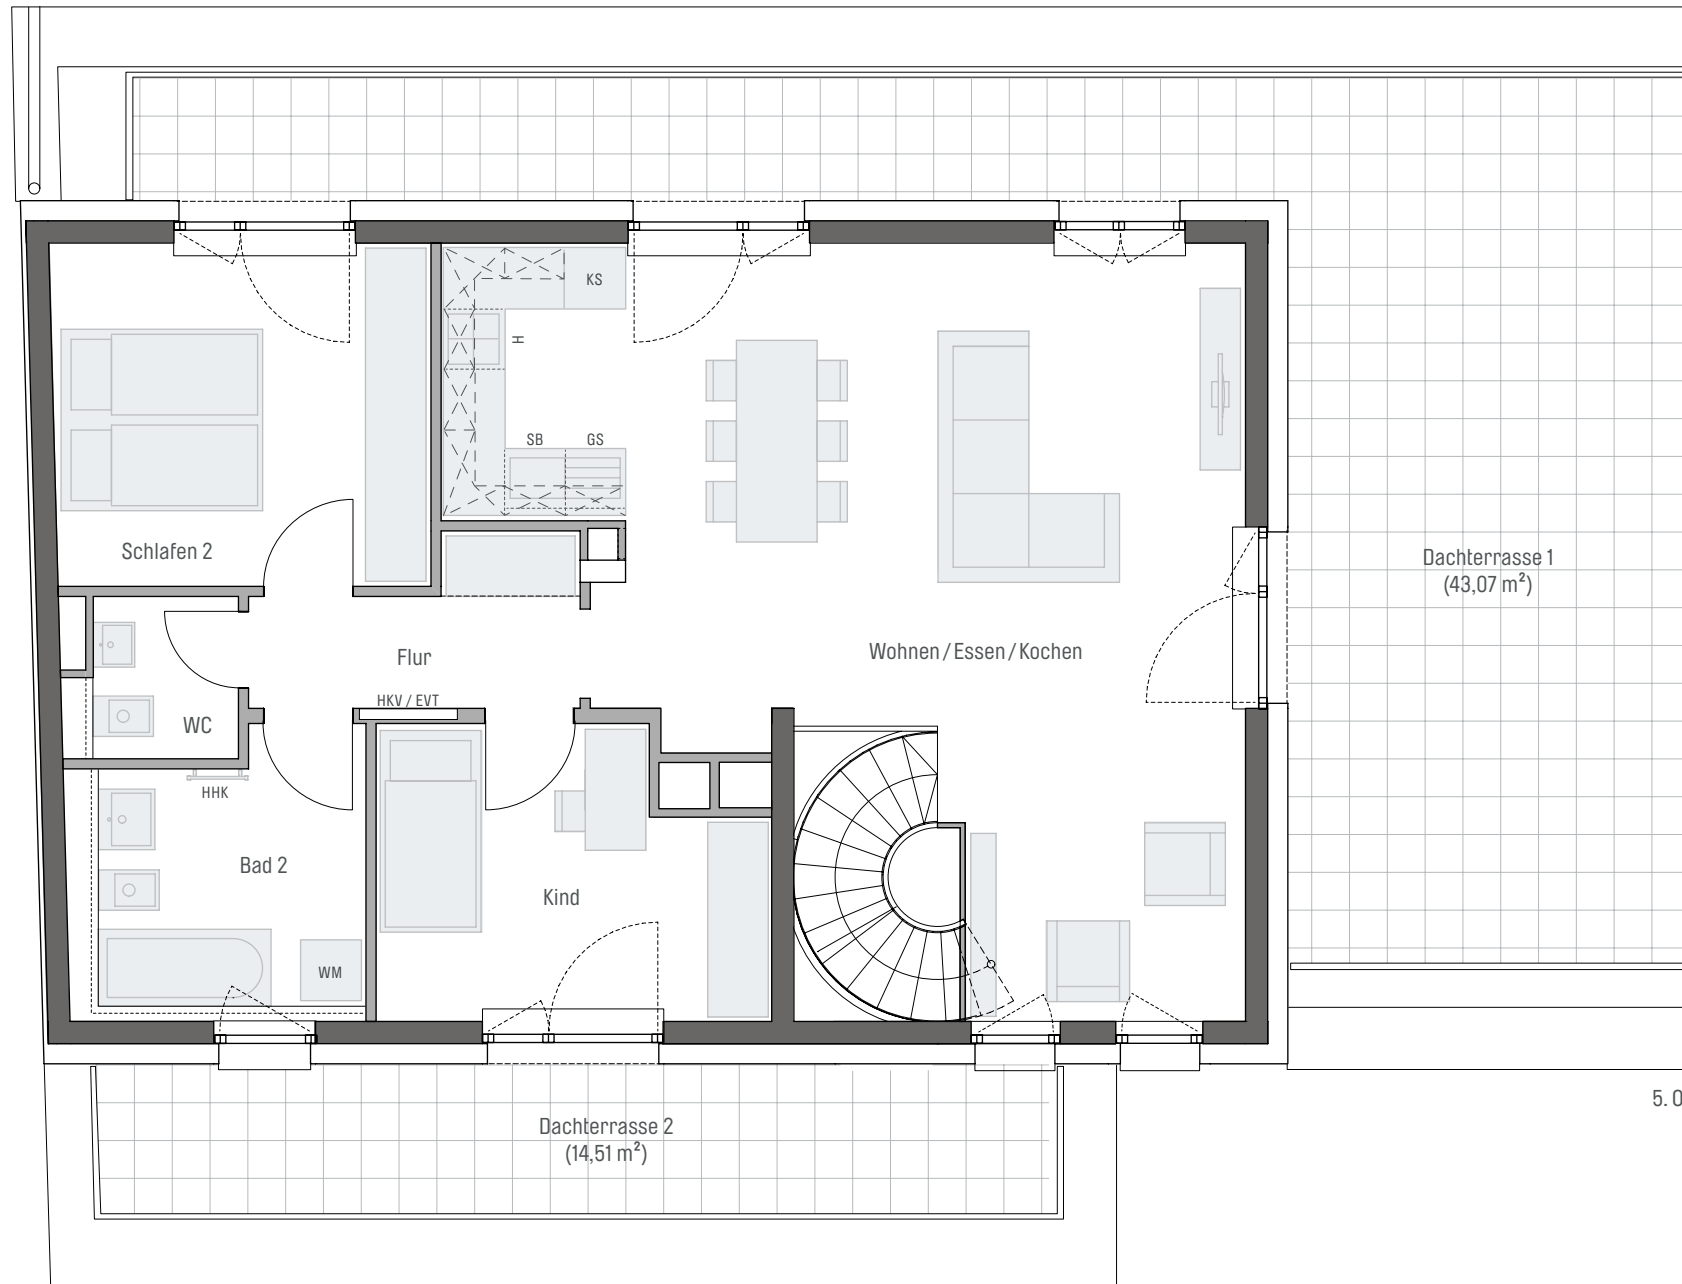 KS
H
SB GS
Schlafen 2
Dachterrasse 1
(43,07 m²)
Flur
Wohnen / Essen / Kochen
HKV / EVT
WC
HHK
Bad 2
Kind
WM
5. O
Dachterrasse 2
(14,51 m²)